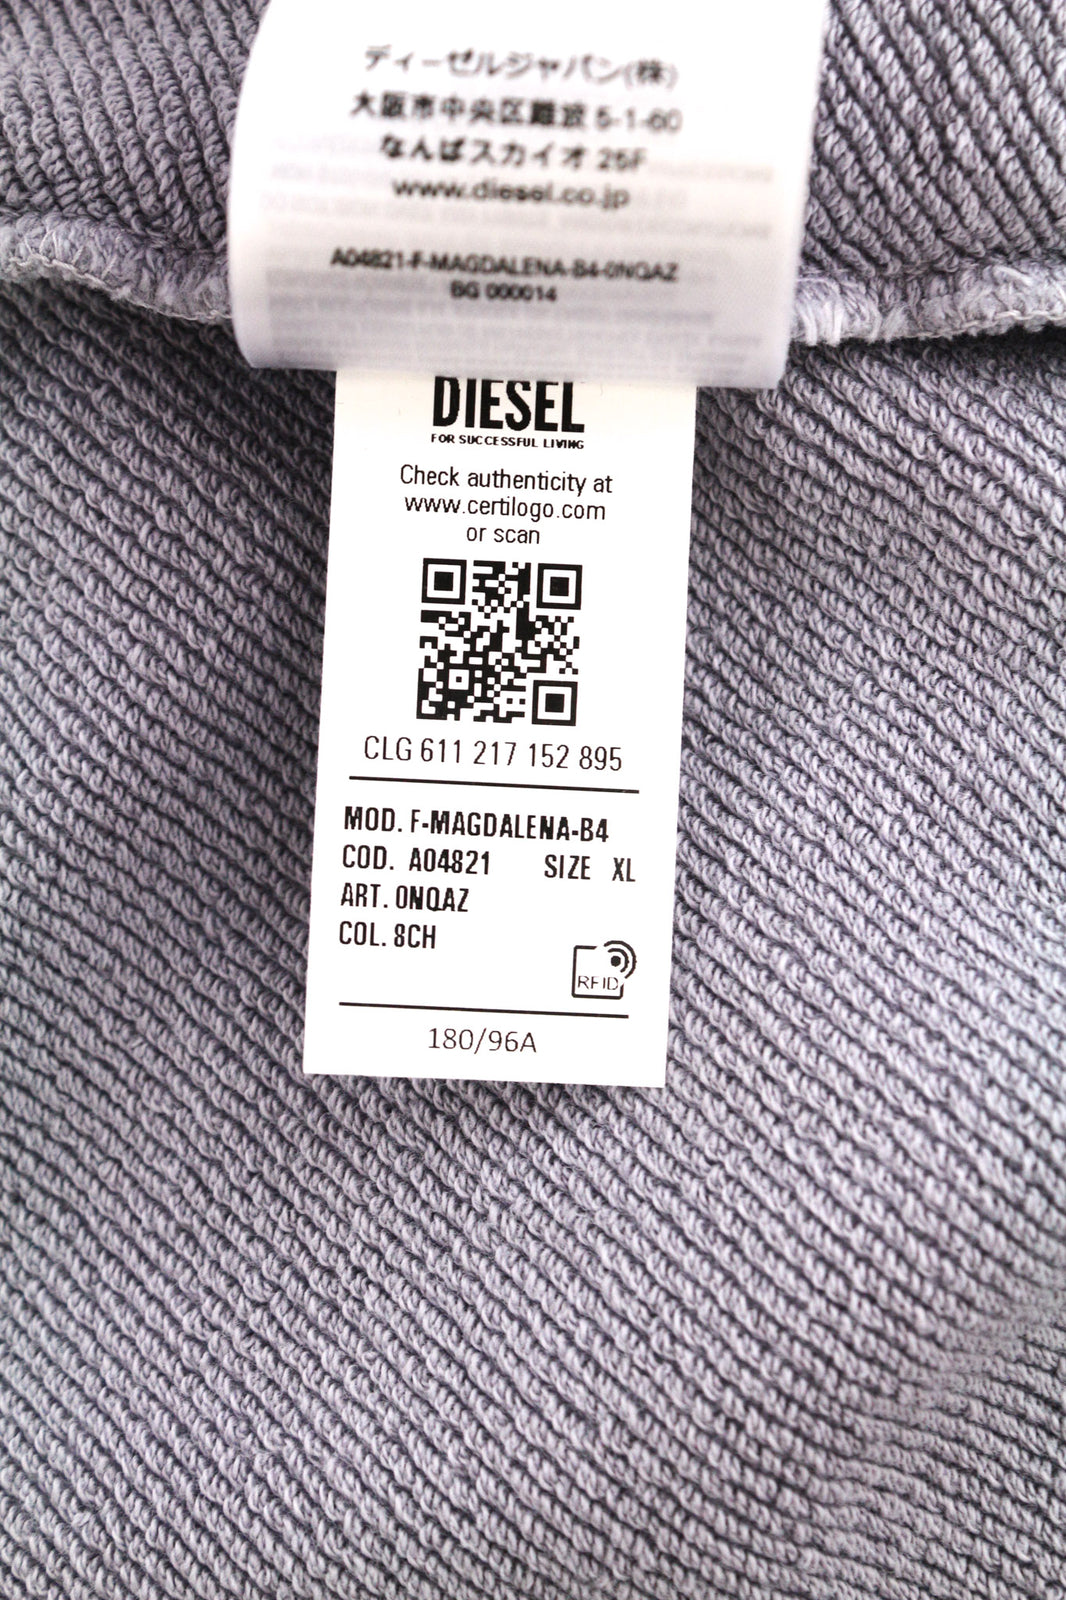 ディーゼルジャパン(株)
大阪市中央区難波 5-1-60
なんばスカイオ 25F
www.diesel.co.jp
A04821-F-MAGDALENA-B4-0NQAZ
BG 000014
DIESEL
FOR SUCCESSFUL LIVING
Check authenticity at
www.certilogo.com
or scan
CLG 611 217 152 895
MOD. F-MAGDALENA-B4
COD. A04821 SIZE XL
ART. 0NQAZ
COL. 8CH
RFID
180/96A